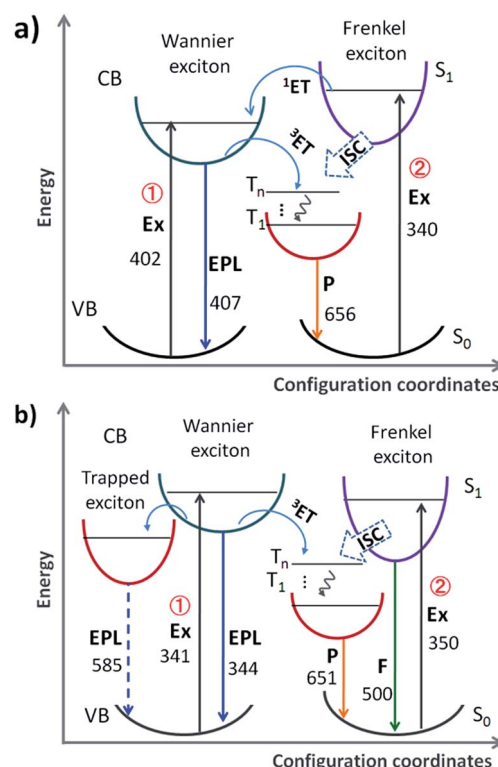 a)
Wannier
exciton
Frenkel
exciton
CB
S1
¹ET
³ET
ISC
Tn
T1
①
Ex
402
EPL
407
P
656
②
Ex
340
VB
S0
Energy
Configuration coordinates
b)
CB
Wannier
exciton
Frenkel
exciton
Trapped
exciton
S1
³ET
ISC
Tn
T1
①
Ex
341
EPL
585
EPL
344
P
651
F
500
②
Ex
350
VB
S0
Energy
Configuration coordinates